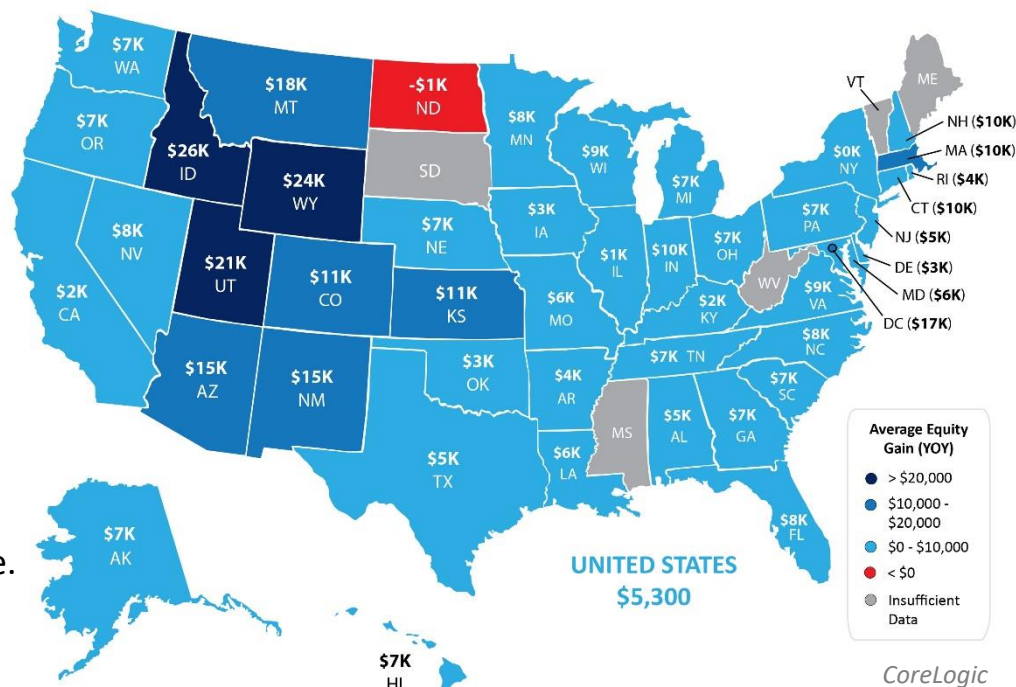 $7K
WA
$7K
OR
$26K
ID
$18K
MT
-$1K
ND
$8K
MN
$9K
WI
$7K
MI
$0K
NY
VT
ME
NH ($10K)
MA ($10K)
RI ($4K)
CT ($10K)
NJ ($5K)
DE ($3K)
MD ($6K)
DC ($17K)
$24K
WY
SD
$7K
NE
$3K
IA
$1K
IL
$10K
IN
$7K
OH
$7K
PA
WV
$9K
VA
$2K
CA
$8K
NV
$21K
UT
$11K
CO
$11K
KS
$6K
MO
$2K
KY
$7K TN
$8K
NC
$7K
SC
$15K
AZ
$15K
NM
$3K
OK
$4K
AR
$5K
TX
$6K
LA
MS
$5K
AL
$7K
GA
$8K
FL
$7K
AK
e.
$7K
HI
UNITED STATES
$5,300
Average Equity
Gain (YOY)
> $20,000
$10,000 -
$20,000
$0 - $10,000
< $0
Insufficient
Data
CoreLogic